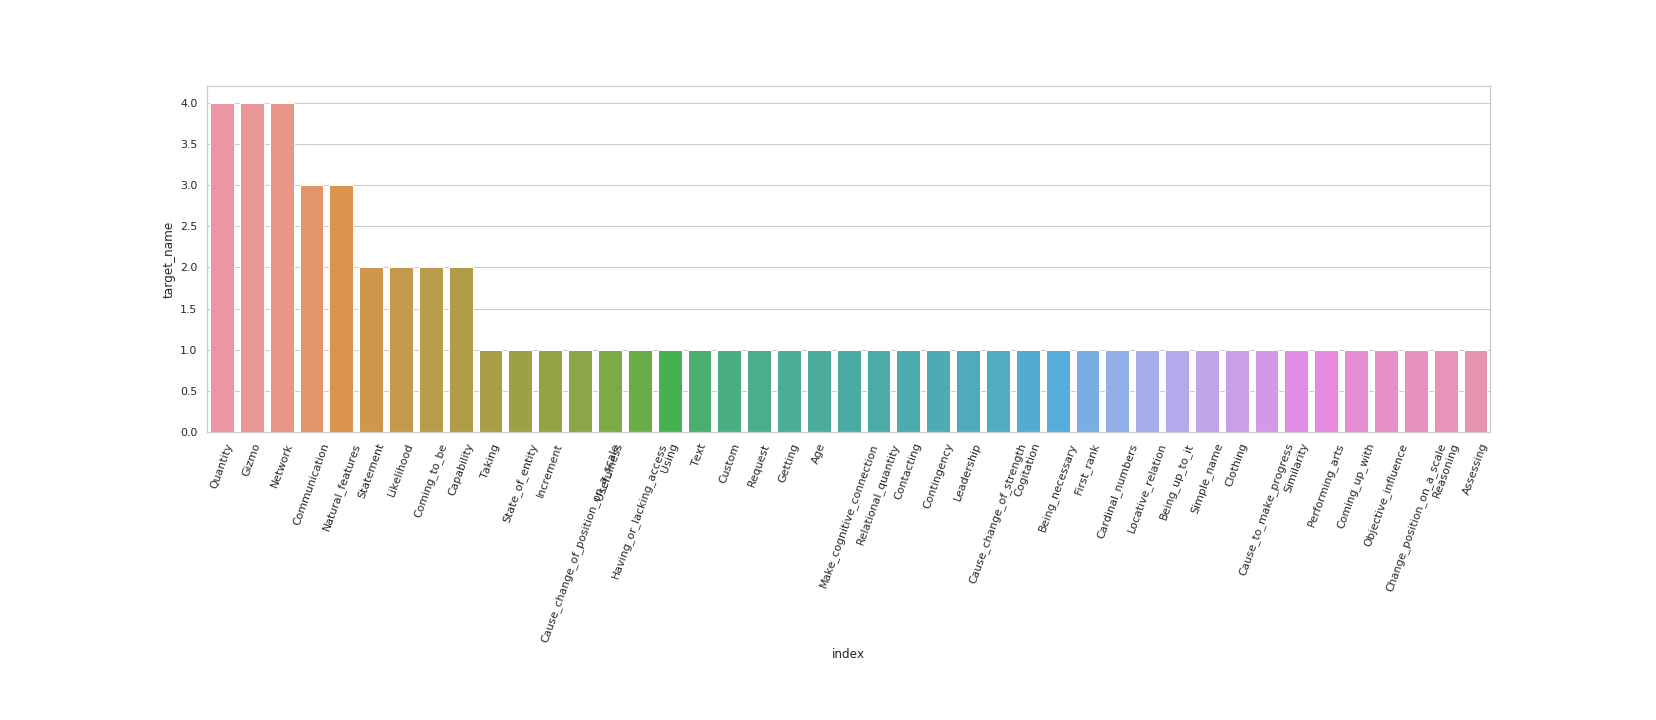 4.0
3.5
3.0
2.5
2.0
1.5
1.0
0.5
0.0
target_name
Quantity
Gizmo
Network
Communication
Natural_features
Statement
Likelihood
Coming_to_be
Capability
Taking
State_of_entity
Increment
Cause_change_of_position_on_a_scale
Usefulness
Having_or_lacking_access
Using
Text
Custom
Request
Getting
Age
Make_cognitive_connection
Relational_quantity
Contacting
Contingency
Leadership
Cause_change_of_strength
Cogitation
Being_necessary
First_rank
Cardinal_numbers
Locative_relation
Being_up_to_it
Simple_name
Clothing
Cause_to_make_progress
Similarity
Performing_arts
Coming_up_with
Objective_influence
Change_position_on_a_scale
Reasoning
Assessing
index